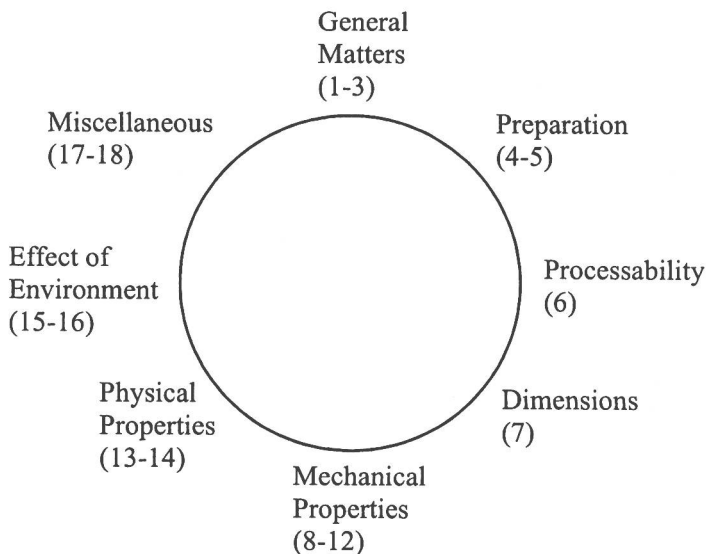 General
Matters
(1-3)
Preparation
(4-5)
Processability
(6)
Dimensions
(7)
Mechanical
Properties
(8-12)
Physical
Properties
(13-14)
Effect of
Environment
(15-16)
Miscellaneous
(17-18)